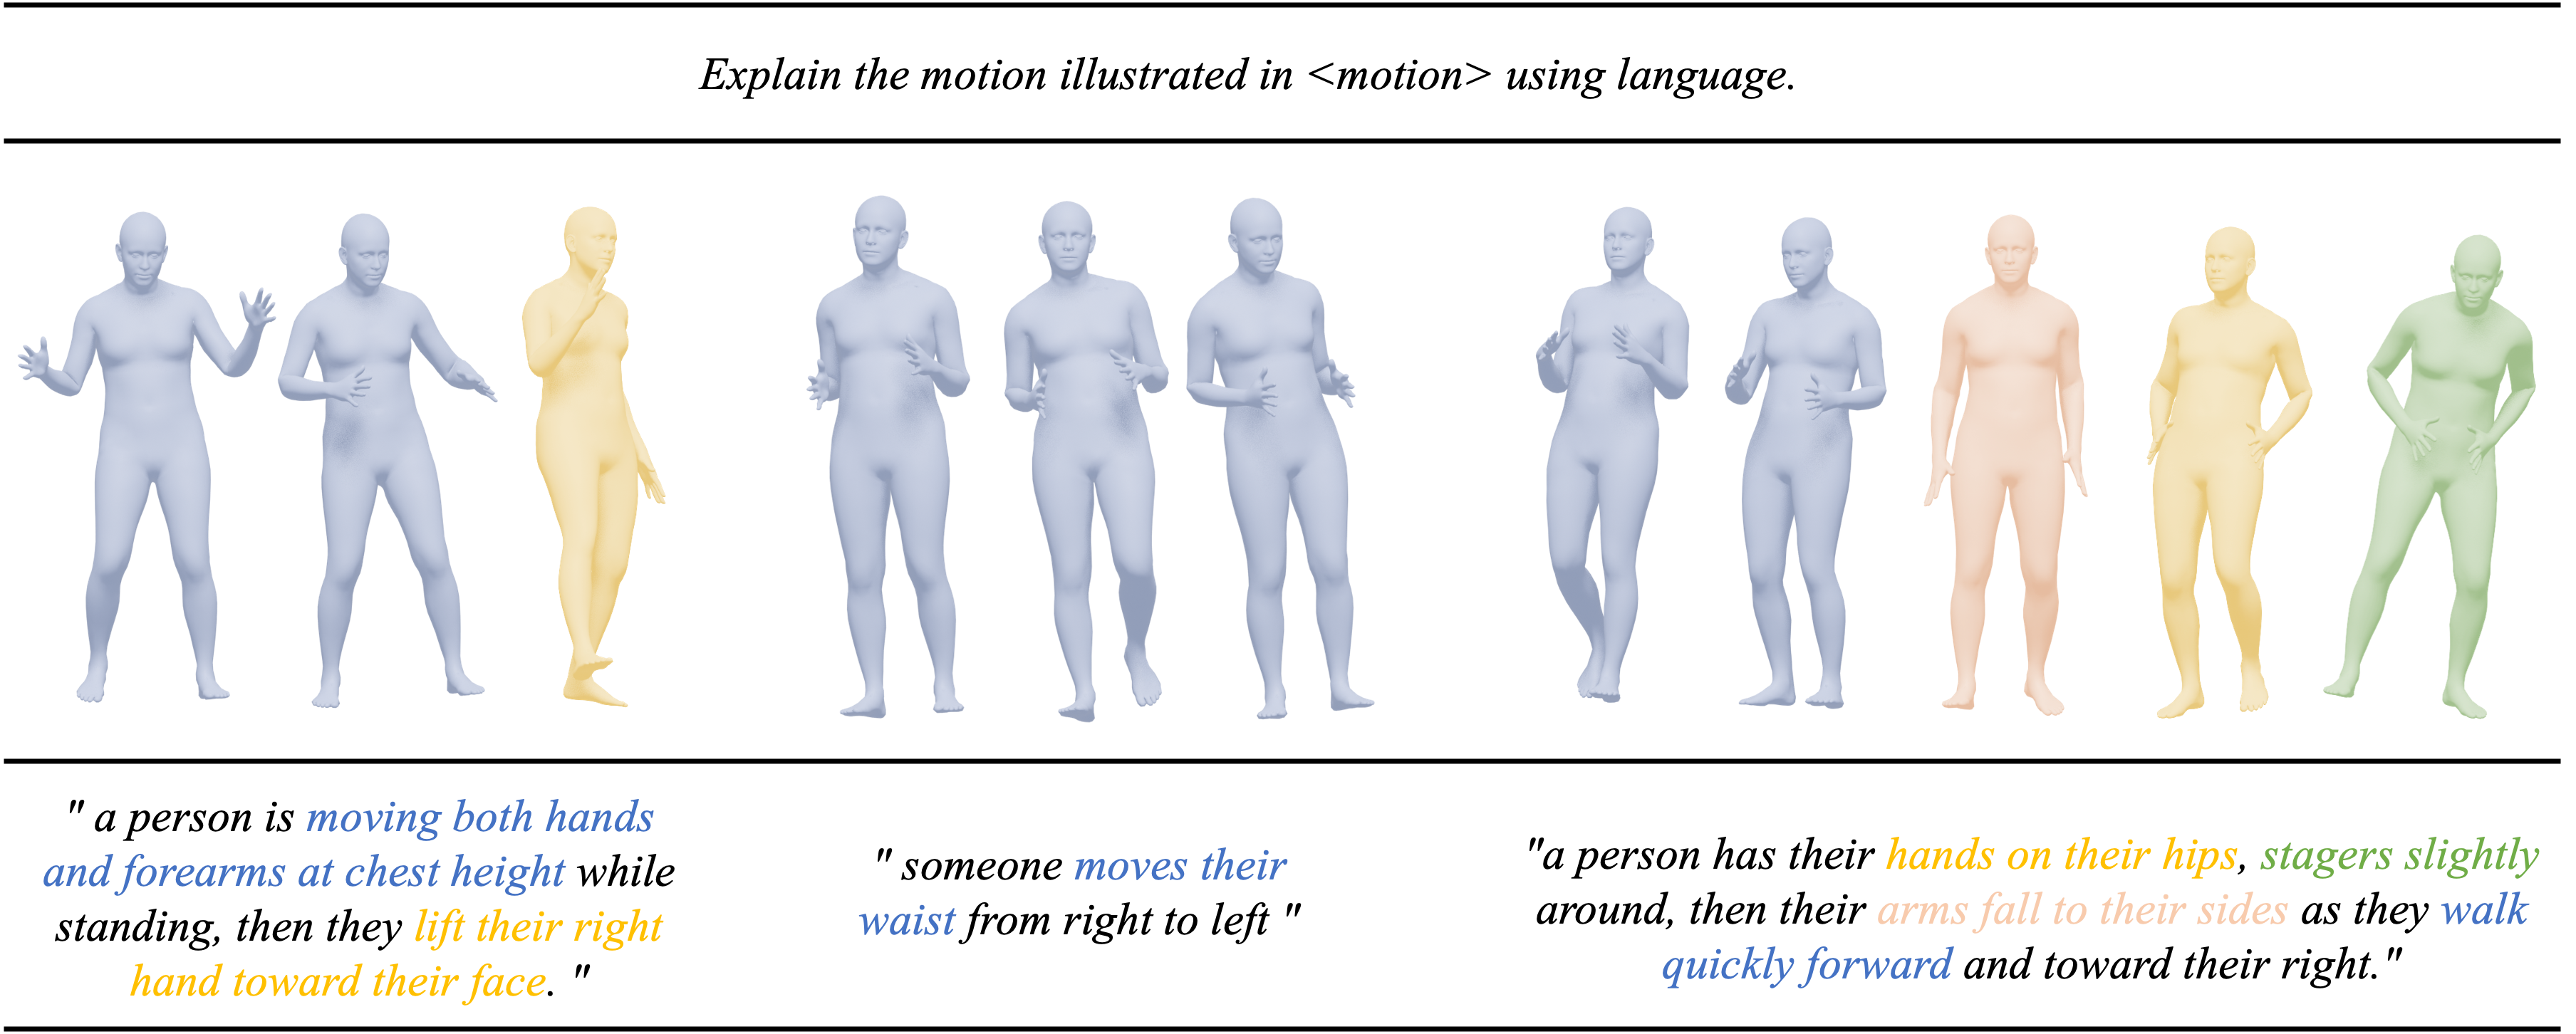 Explain the motion illustrated in <motion> using language.
" a person is moving both hands
and forearms at chest height while
standing, then they lift their right
hand toward their face. "
" someone moves their
waist from right to left "
"a person has their hands on their hips, stagers slightly
around, then their arms fall to their sides as they walk
quickly forward and toward their right."